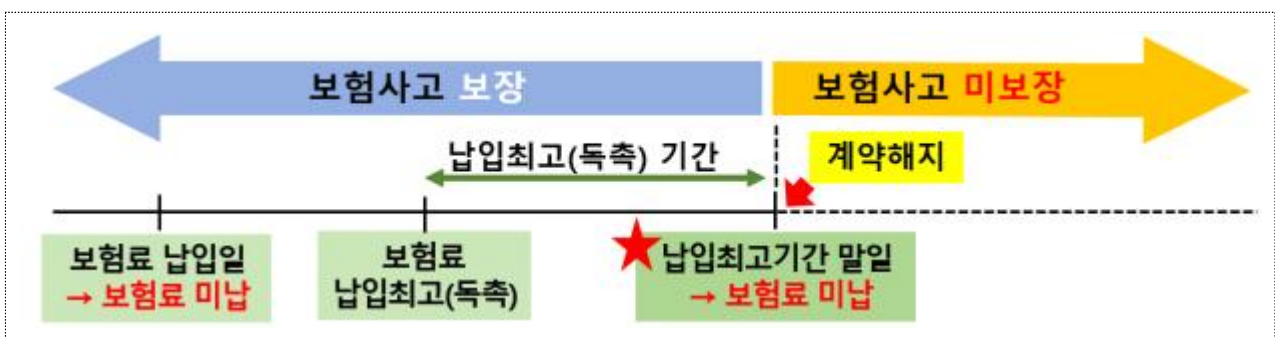 보험사고 보장
보험사고 미보장
납입최고(독촉) 기간
계약해지
보험료 납입일
→ 보험료 미납
보험료
납입최고(독촉)
납입최고기간 말일
→ 보험료 미납